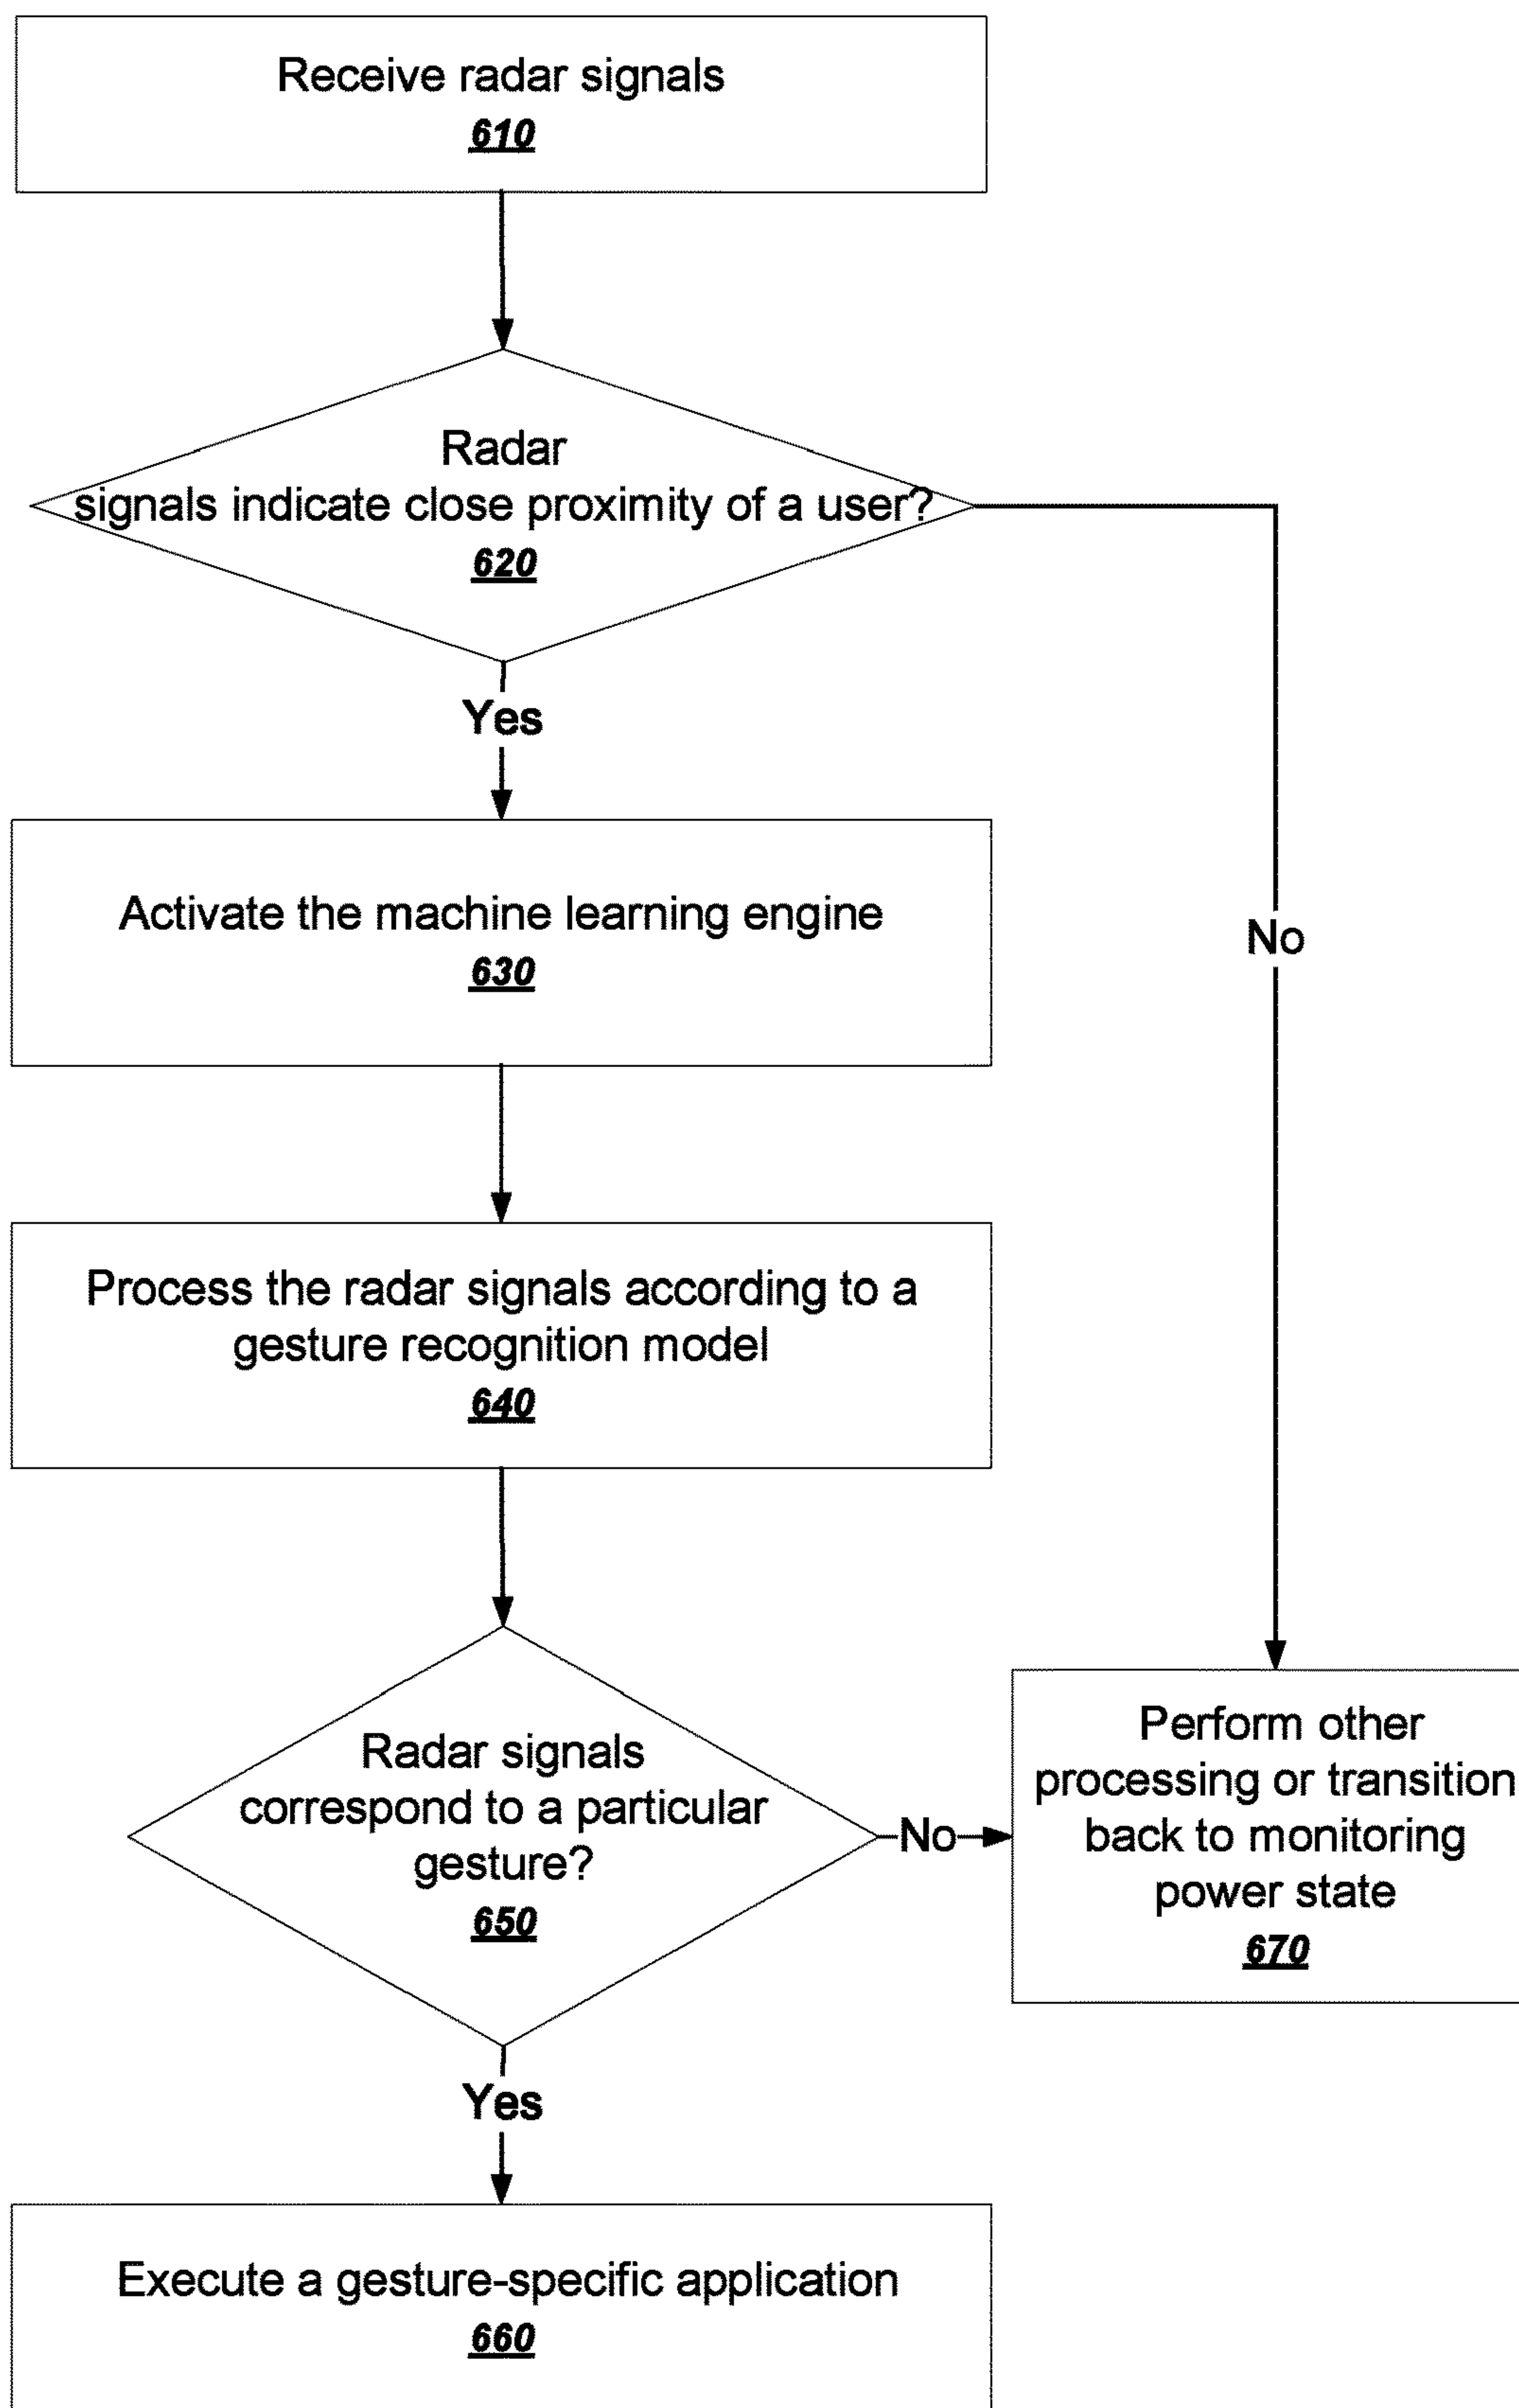 Receive radar signals
610
Radar
signals indicate close proximity of a user?
620
Yes
No
Activate the machine learning engine
630
Process the radar signals according to a
gesture recognition model
640
Radar signals
correspond to a particular
gesture?
650
No
Perform other
processing or transition
back to monitoring
power state
670
Yes
Execute a gesture-specific application
660